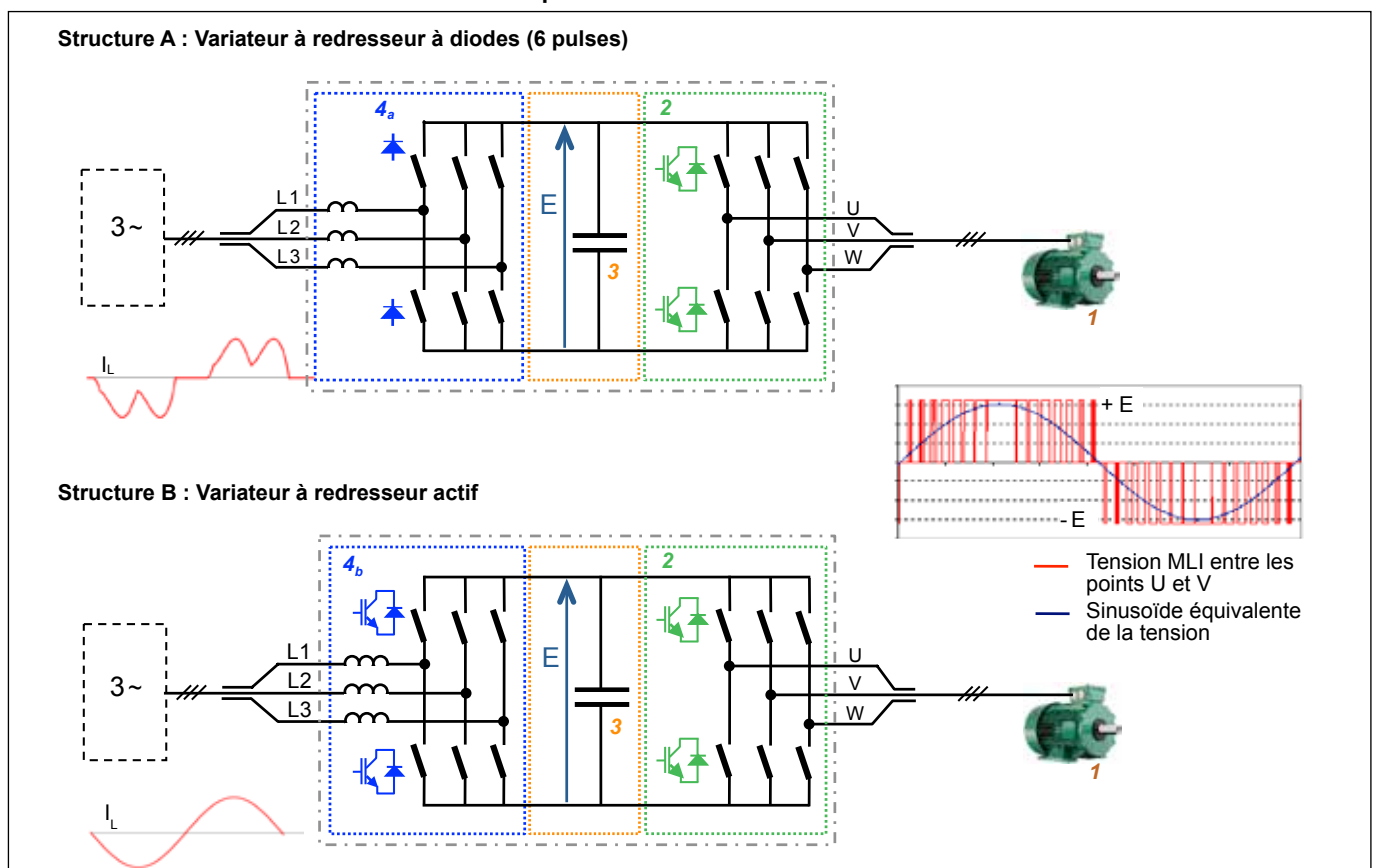 Structure A : Variateur à redresseur à diodes (6 pulses)
4a
2
3~
L1
L2
L3
E
3
U
V
W
1
IL
+ E
- E
Tension MLI entre les
points U et V
Sinusoïde équivalente
de la tension
Structure B : Variateur à redresseur actif
4b
2
3~
L1
L2
L3
E
3
U
V
W
1
IL